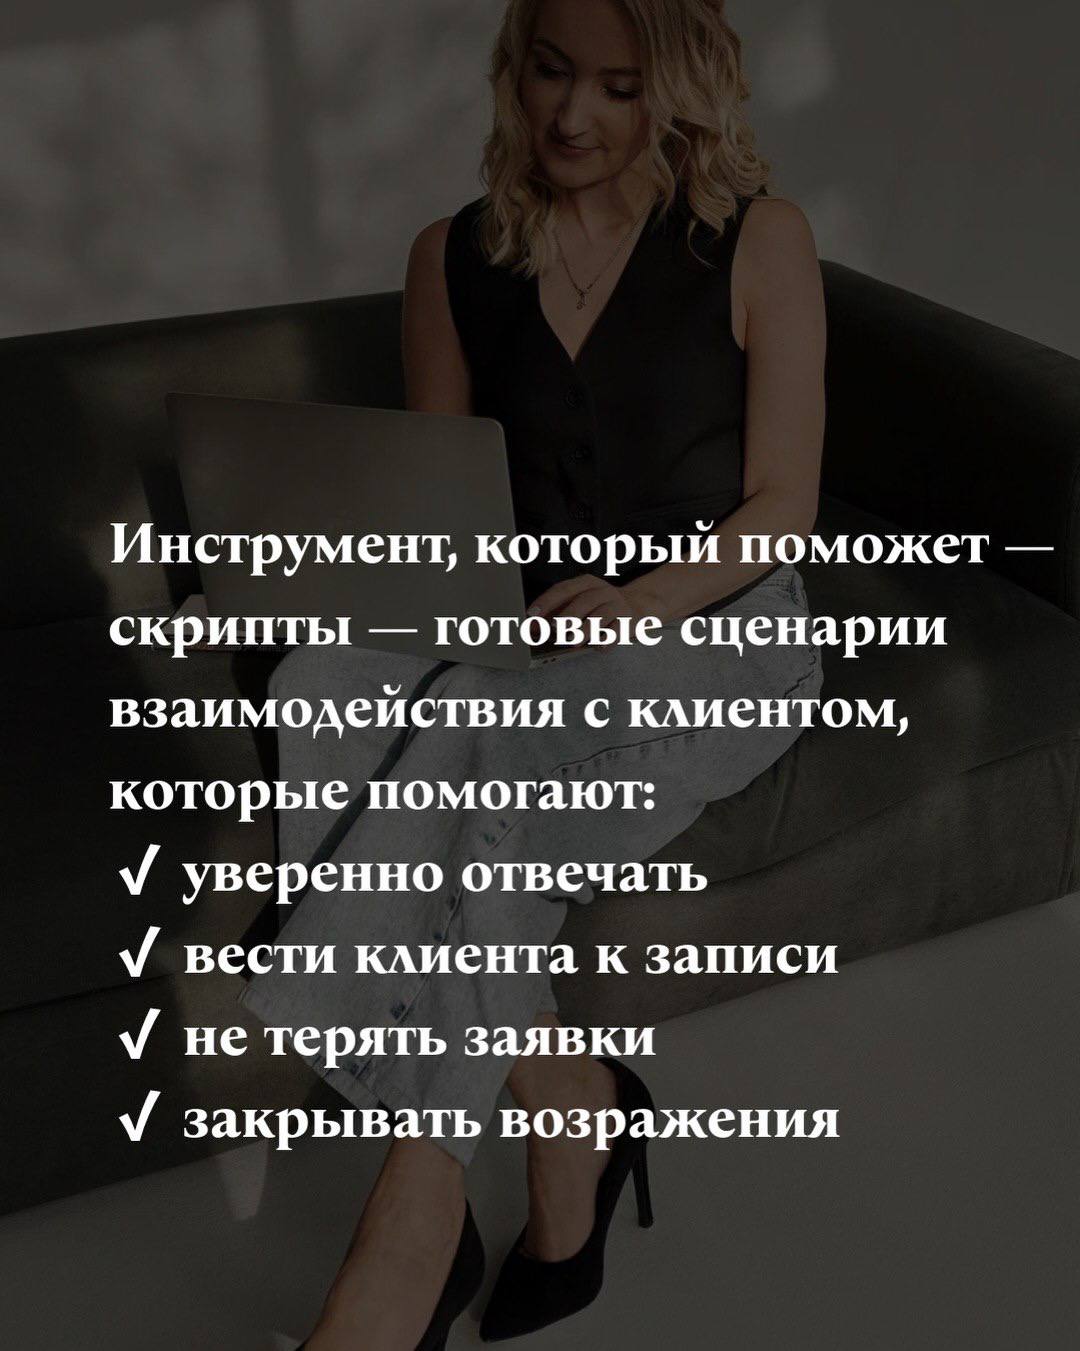 Инструмент, который поможет —
скрипты — готовые сценарии
взаимодействия с клиентом,
которые помогают:
✓ уверенно отвечать
✓ вести клиента к записи
✓ не терять заявки
✓ закрывать возражения